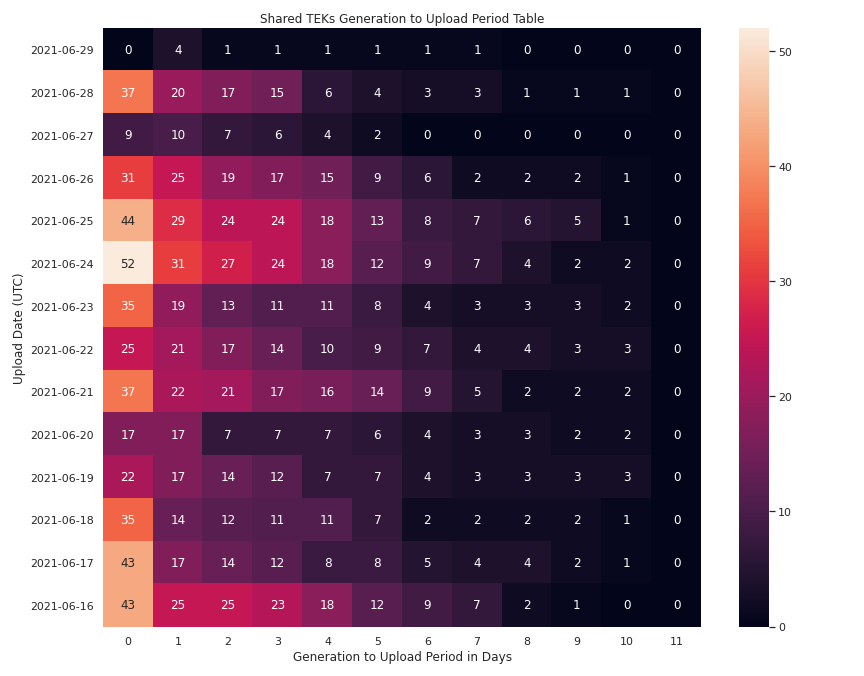 Shared TEKs Generation to Upload Period Table
2021-06-29 0 4 1 1 1 1 1 1 0 0 0 0
2021-06-28 37 20 17 15 6 4 3 3 1 1 1 0
2021-06-27 9 10 7 6 4 2 0 0 0 0 0 0
2021-06-26 31 25 19 17 15 9 6 2 2 2 1 0
2021-06-25 44 29 24 24 18 13 8 7 6 5 1 0
2021-06-24 52 31 27 24 18 12 9 7 4 2 2 0
2021-06-23 35 19 13 11 11 8 4 3 3 3 2 0
2021-06-22 25 21 17 14 10 9 7 4 4 3 3 0
2021-06-21 37 22 21 17 16 14 9 5 2 2 2 0
2021-06-20 17 17 7 7 7 6 4 3 3 2 2 0
2021-06-19 22 17 14 12 7 7 4 3 3 3 3 0
2021-06-18 35 14 12 11 11 7 2 2 2 2 1 0
2021-06-17 43 17 14 12 8 8 5 4 4 2 1 0
2021-06-16 43 25 25 23 18 12 9 7 2 1 0 0
0 1 2 3 4 5 6 7 8 9 10 11
Generation to Upload Period in Days
Upload Date (UTC)
50
40
30
20
10
0